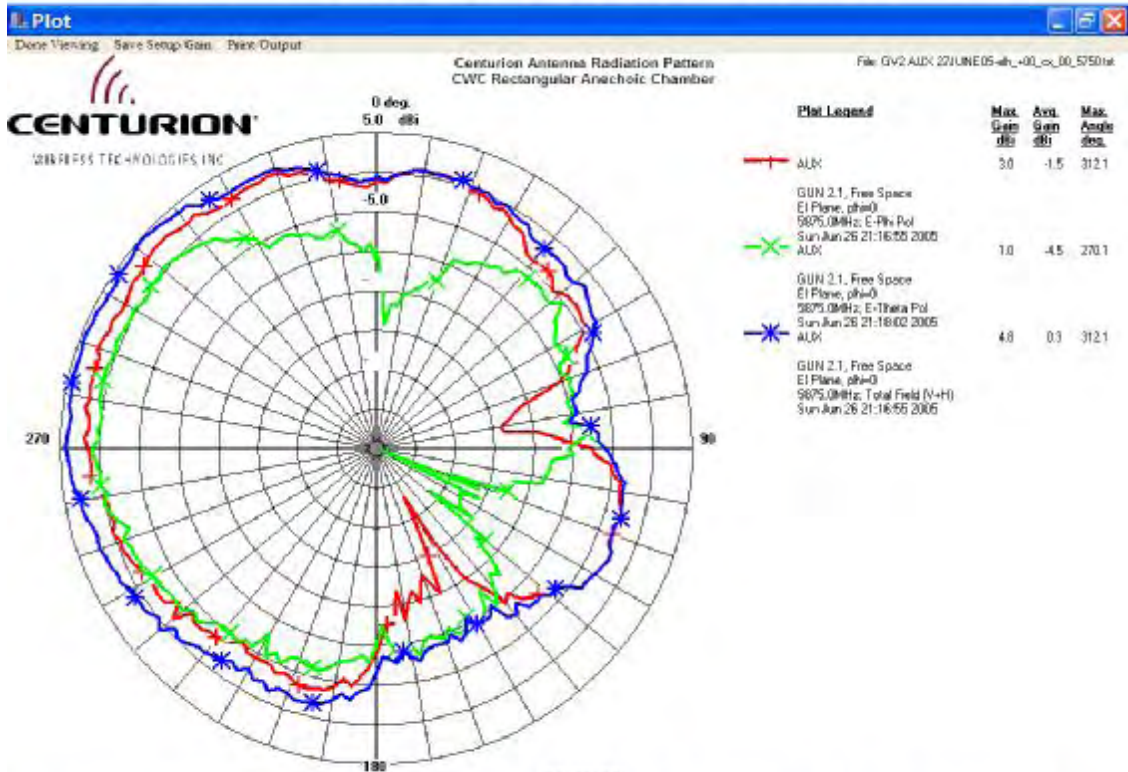 Plot
Done Viewing Save Setup/Gain Print Output
CENTURION
WIRELESS TECHNOLOGIES INC
Centurion Antenna Radiation Pattern
CWC Rectangular Anechoic Chamber
File: GV2 AUX
0 deg.
5.0 dBi
-5.0
270
90
180
Plot Legend Max. Gain dBi Avg. Gain dBi Max. Angle deg.
AUX 3.0 -1.5 312.1
GUN 2.1, Free Space
El Plane, phi=0
5875.0MHz; E-Phi Pol
Sun Jun 26 21:16:55 2005
AUX 1.0 -4.5 270.1
GUN 2.1, Free Space
El Plane, phi=0
5875.0MHz; E-Theta Pol
Sun Jun 26 21:18:02 2005
AUX 4.8 0.3 312.1
GUN 2.1, Free Space
El Plane, phi=0
5875.0MHz; Total Field (V+H)
Sun Jun 26 21:16:55 2005